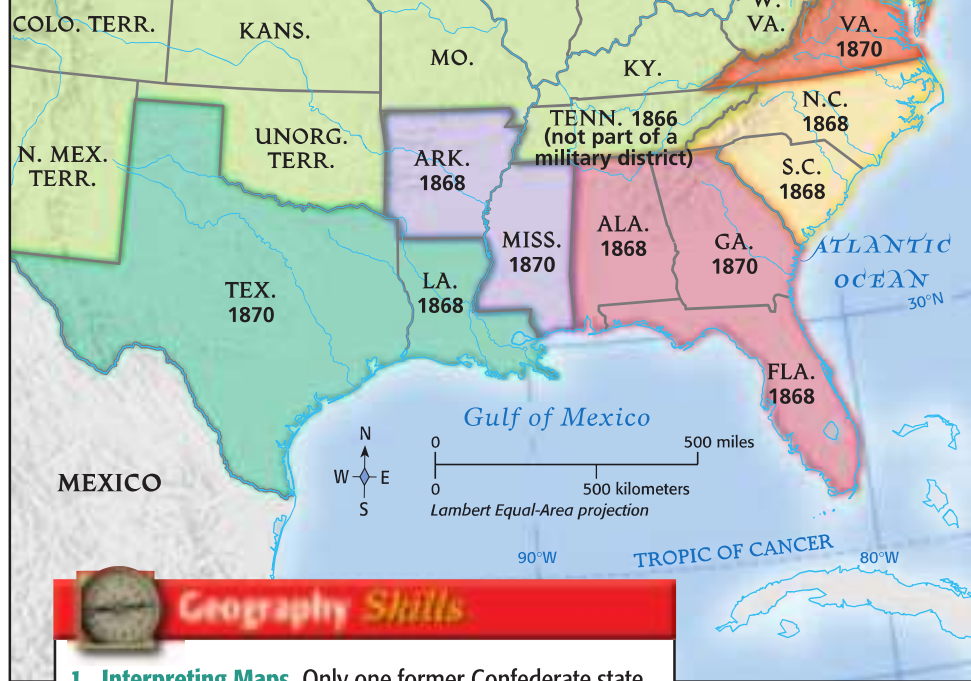 W.
VA.
VA.
1870
COLO. TERR.
KANS.
MO.
KY.
N.C.
1868
TENN. 1866
(not part of a
military district)
UNORG.
TERR.
N. MEX.
TERR.
ARK.
1868
S.C.
1868
MISS.
1870
ALA.
1868
GA.
1870
ATLANTIC
OCEAN
30°N
TEX.
1870
LA.
1868
FLA.
1868
Gulf of Mexico
N
W E
S
0 500 miles
0 500 kilometers
Lambert Equal-Area projection
MEXICO
90°W
TROPIC OF CANCER
80°W
Geography Skills
1. Interpreting Maps Only one former Confederate state